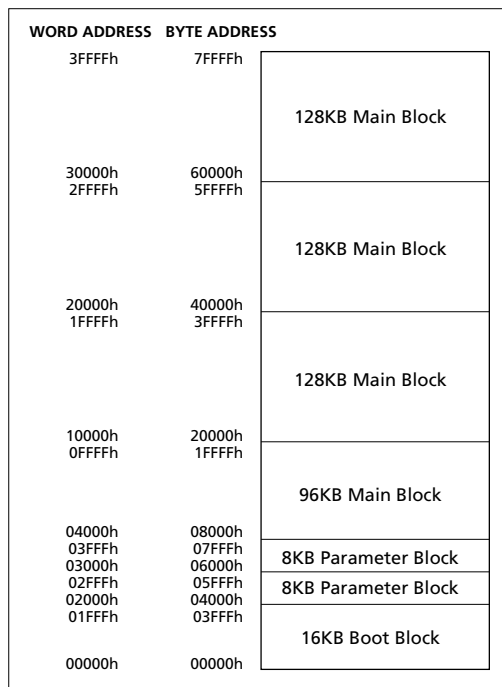 WORD ADDRESS BYTE ADDRESS
3FFFFh 7FFFFh
128KB Main Block
30000h 60000h
2FFFFh 5FFFFh
128KB Main Block
20000h 40000h
1FFFFh 3FFFFh
128KB Main Block
10000h 20000h
0FFFFh 1FFFFh
96KB Main Block
04000h 08000h
03FFFh 07FFFh
8KB Parameter Block
03000h 06000h
02FFFh 05FFFh
8KB Parameter Block
02000h 04000h
01FFFh 03FFFh
16KB Boot Block
00000h 00000h